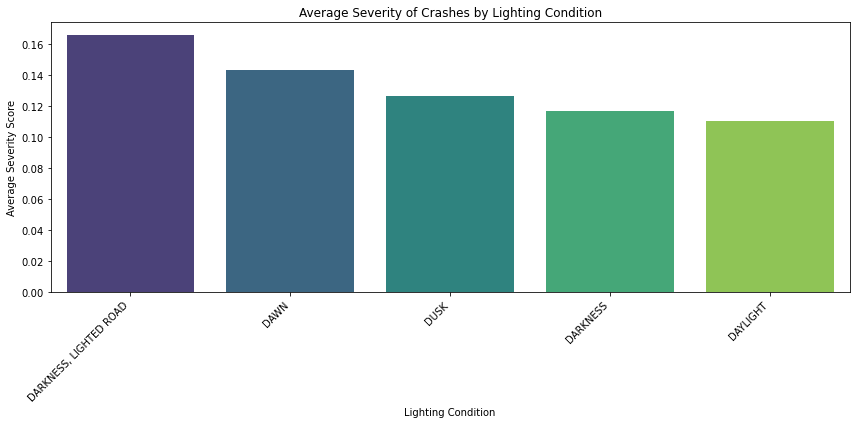 Average Severity of Crashes by Lighting Condition
Average Severity Score
0.16
0.14
0.12
0.10
0.08
0.06
0.04
0.02
0.00
DARKNESS, LIGHTED ROAD
DAWN
DUSK
DARKNESS
DAYLIGHT
Lighting Condition